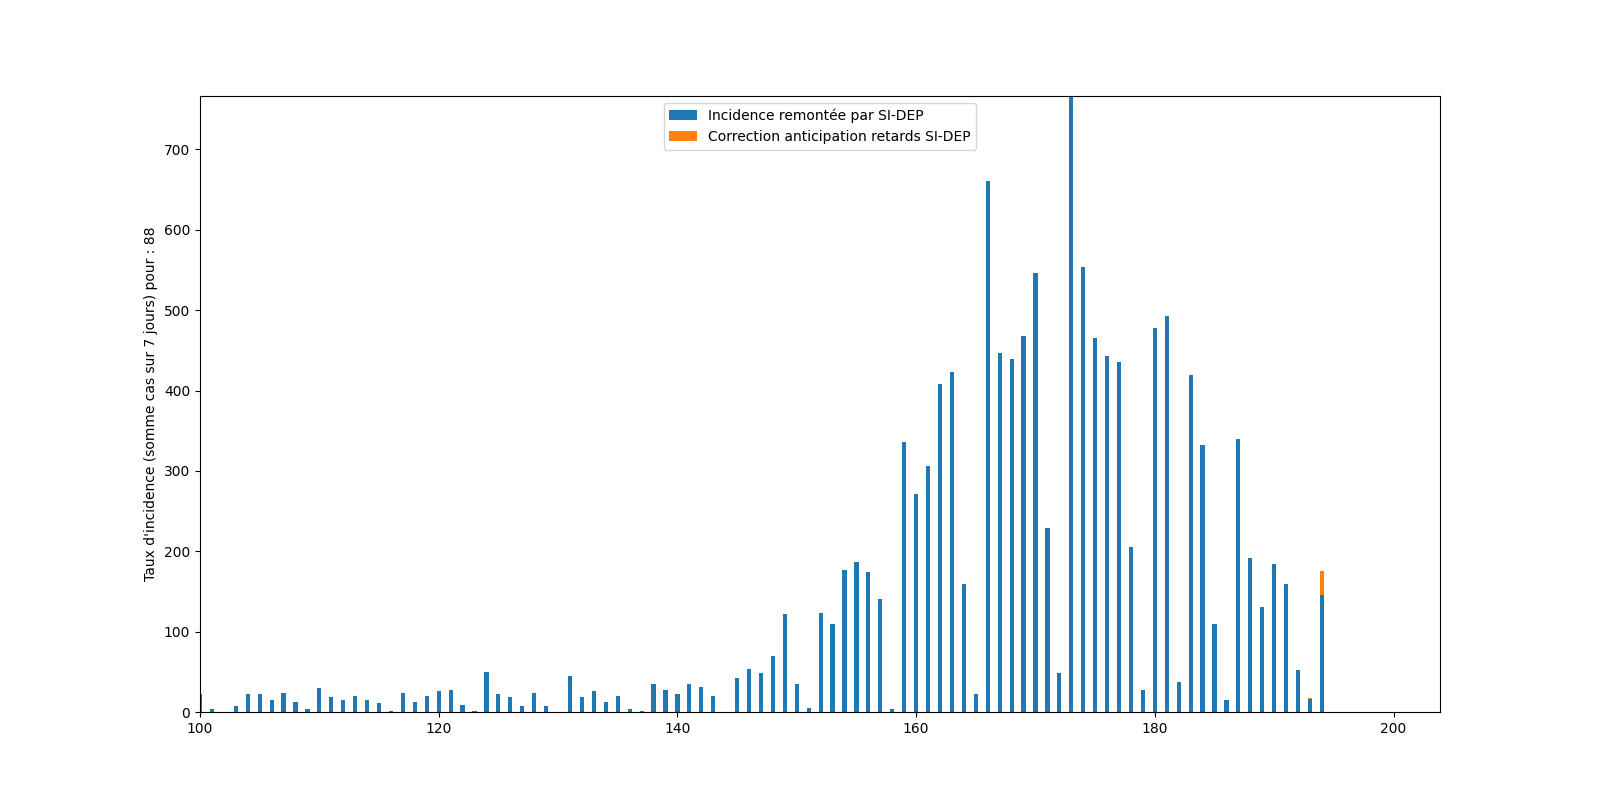 Incidence remontée par SI-DEP
Correction anticipation retards SI-DEP
Taux d'incidence (somme cas sur 7 jours) pour : 88
700
600
500
400
300
200
100
0
100 120 140 160 180 200